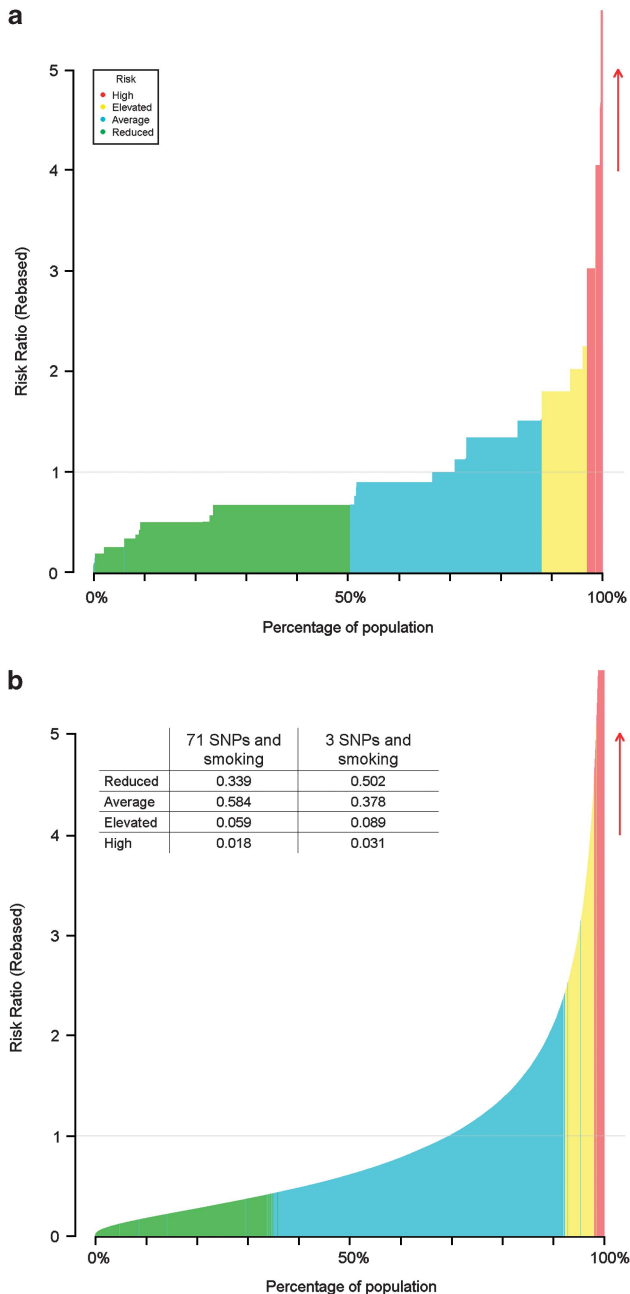 a
5
4
3
2
1
0
Risk Ratio (Rebased)
Risk
High
Elevated
Average
Reduced
0%
50%
100%
Percentage of population
b
5
4
3
2
1
0
Risk Ratio (Rebased)
71 SNPs and smoking
3 SNPs and smoking
Reduced 0.339 0.502
Average 0.584 0.378
Elevated 0.059 0.089
High 0.018 0.031
0%
50%
100%
Percentage of population